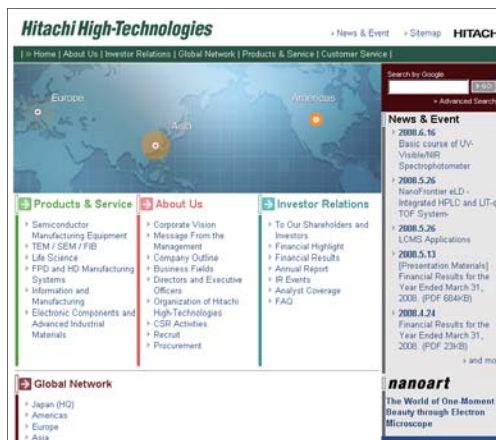 Hitachi High-Technologies
› News & Event › Sitemap HITACH
| Home | About Us | Investor Relations | Global Network | Products & Service | Customer Service |
Search by Google
GO
Advanced Search
Europe
Asia
Americas
Products & Service
Semiconductor
Manufacturing Equipment
TEM / SEM / FIB
Life Science
FPD and HD Manufacturing
Systems
Information and
Manufacturing
Electronic Components and
Advanced Industrial
Materials
About Us
Corporate Vision
Message From the
Management
Company Outline
Business Fields
Directors and Executive
Officers
Organization of Hitachi
High-Technologies
CSR Activities
Recruit
Procurement
Investor Relations
To Our Shareholders and
Investors
Financial Highlight
Financial Results
Annual Report
IR Events
Analyst Coverage
FAQ
News & Event
2008.6.16
Basic course of UV-
Visible/NIR
Spectrophotometer
2008.5.26
NanoFrontier eLD -
Integrated HPLC and LIT-
TOF System-
2008.5.26
LCMS Applications
2008.5.13
[Presentation Materials]
Financial Results for the
Year Ended March 31,
2008. (PDF 684kB)
2008.4.24
Financial Results for the
Year Ended March 31,
2008. (PDF 23kB)
and mo
Global Network
Japan (HQ)
Americas
Europe
Asia
nanoart
The World of One-Moment
Beauty through Electron
Microscope